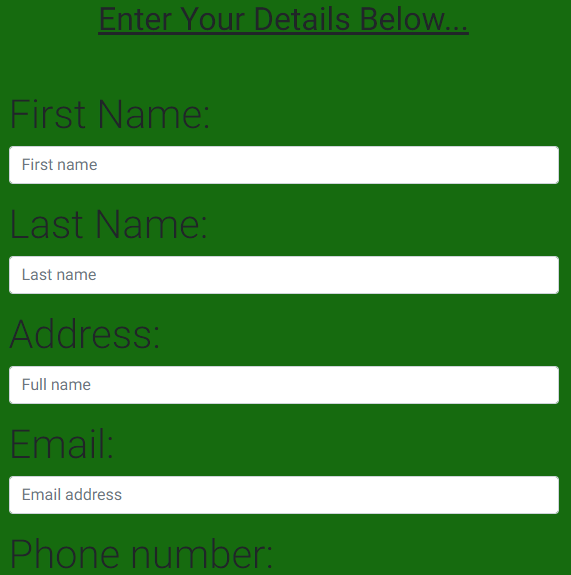 Enter Your Details Below...
First Name:
First name
Last Name:
Last name
Address:
Full name
Email:
Email address
Phone number: